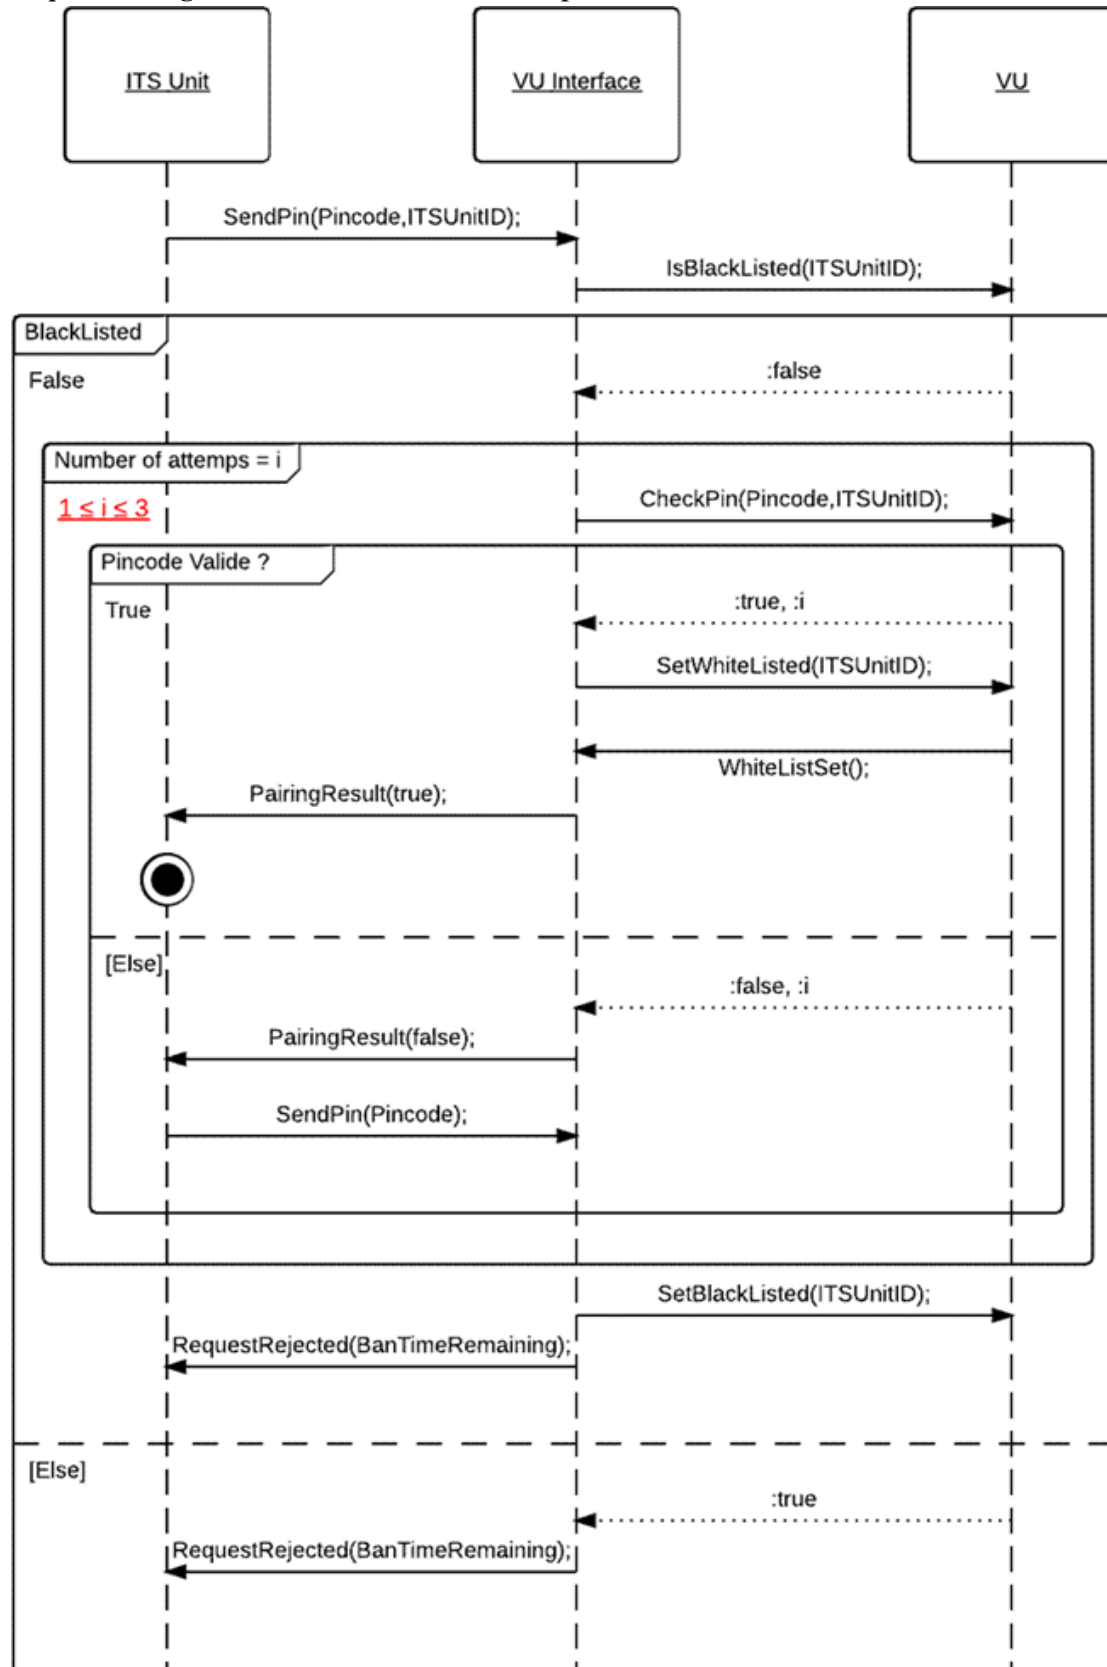 ITS Unit
VU Interface
VU
SendPin(Pincode,ITSUnitID);
IsBlackListed(ITSUnitID);
BlackListed
False
:false
Number of attemps = i
1 ≤ i ≤ 3
CheckPin(Pincode,ITSUnitID);
Pincode Valide ?
True
:true, :i
SetWhiteListed(ITSUnitID);
WhiteListSet();
PairingResult(true);
[Else]
:false, :i
PairingResult(false);
SendPin(Pincode);
SetBlackListed(ITSUnitID);
RequestRejected(BanTimeRemaining);
[Else]
:true
RequestRejected(BanTimeRemaining);